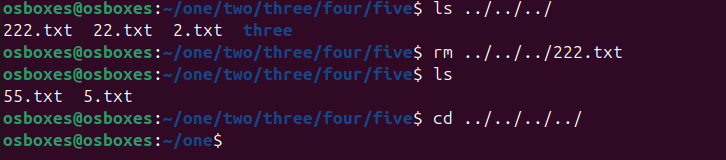 osboxes@osboxes:~/one/two/three/four/five$ ls ../../../
222.txt  22.txt  2.txt  three
osboxes@osboxes:~/one/two/three/four/five$ rm ../../../222.txt
osboxes@osboxes:~/one/two/three/four/five$ ls
55.txt  5.txt
osboxes@osboxes:~/one/two/three/four/five$ cd ../../../../
osboxes@osboxes:~/one$